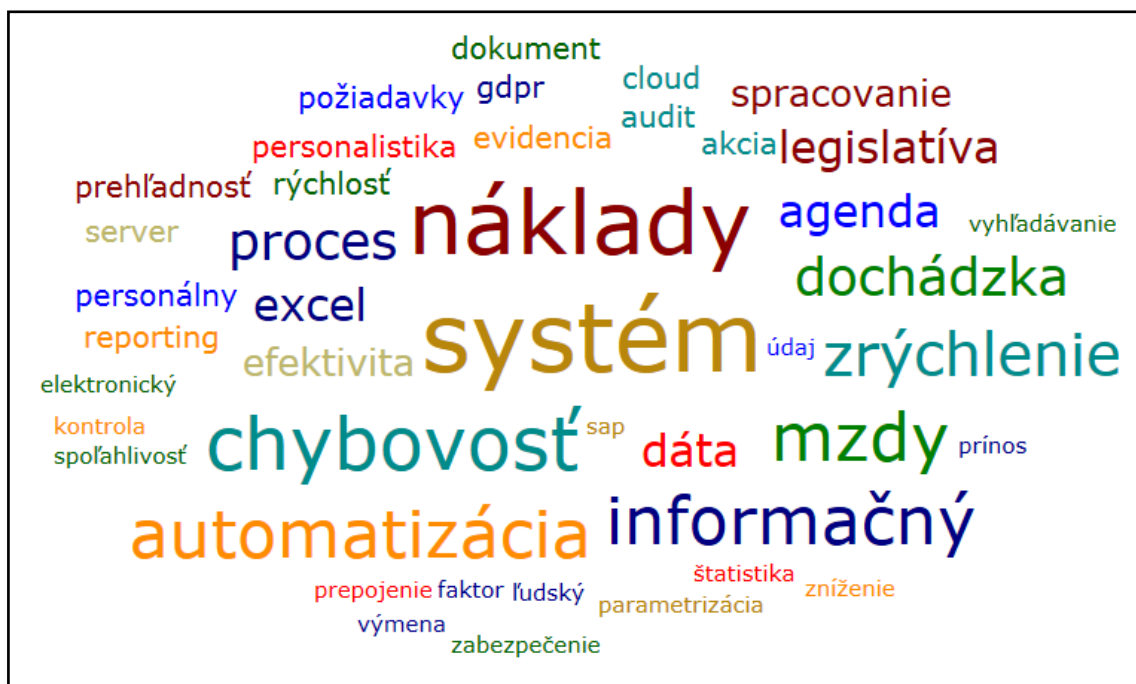 dokument
požiadavky gdpr cloud spracovanie
audit
personalistika evidencia akcia legislatíva
prehľadnosť rýchlosť
server proces náklady agenda vyhľadávanie
dochádzka
personálny excel
reporting efektivita systém údaj zrýchlenie
elektronický
kontrola chybovosť sap dáta mzdy prínos
spoľahlivosť
automatizácia informačný
prepojenie faktor ľudský štatistika zníženie
parametrizácia
výmena
zabezpečenie